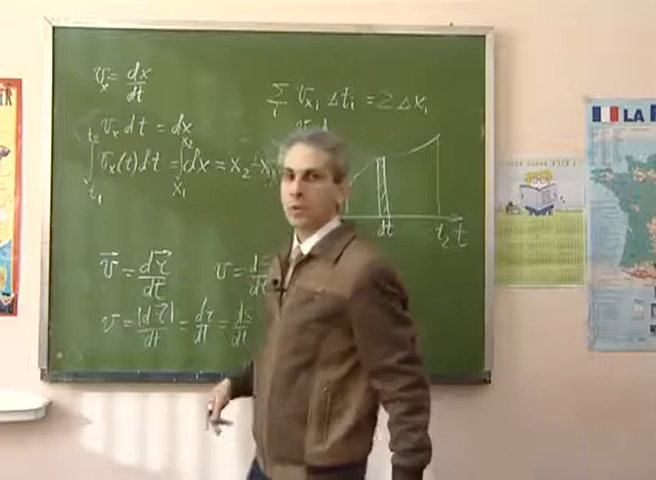 v_x = dx/dt
v_x dt = dx
∫_{t_1}^{t_2} v_x(t)dt = ∫_{x_1}^{x_2} dx = x_2 - x_1
Σ_i v_{xi} Δt_i = Σ Δx_i
dt t_2 t
v⃗ = dr⃗/dt
v = |dr⃗|/dt = dr/dt = dS/dt
LA